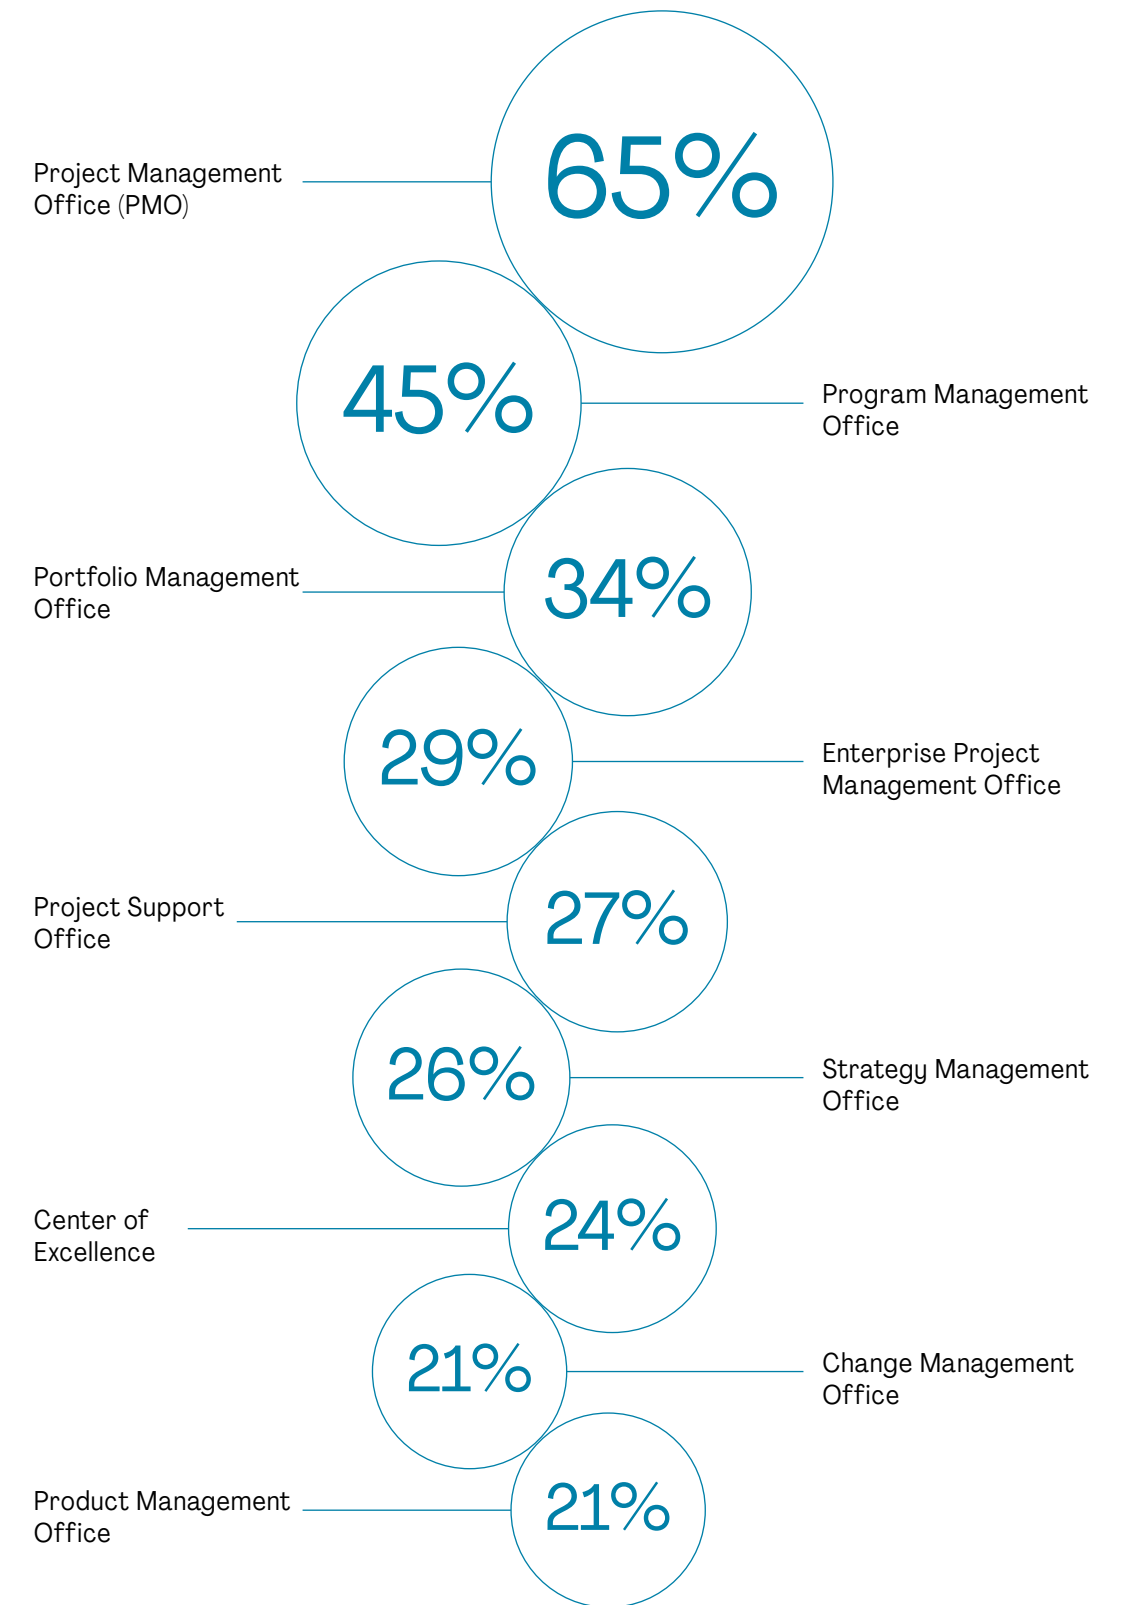 65%
Project Management
Office (PMO)
45%
Program Management
Office
34%
Portfolio Management
Office
29%
Enterprise Project
Management Office
27%
Project Support
Office
26%
Strategy Management
Office
24%
Center of
Excellence
21%
Change Management
Office
21%
Product Management
Office